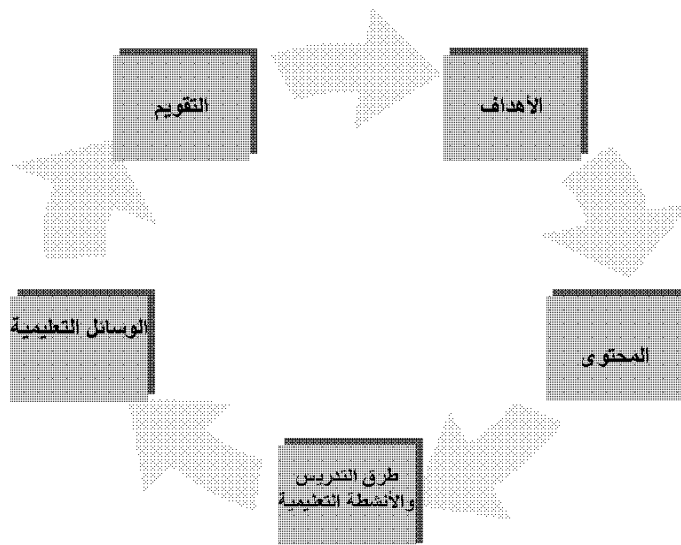 الأهداف
المحتوى
طرق التدريس
والأنشطة التعليمية
الوسائل التعليمية
التقويم